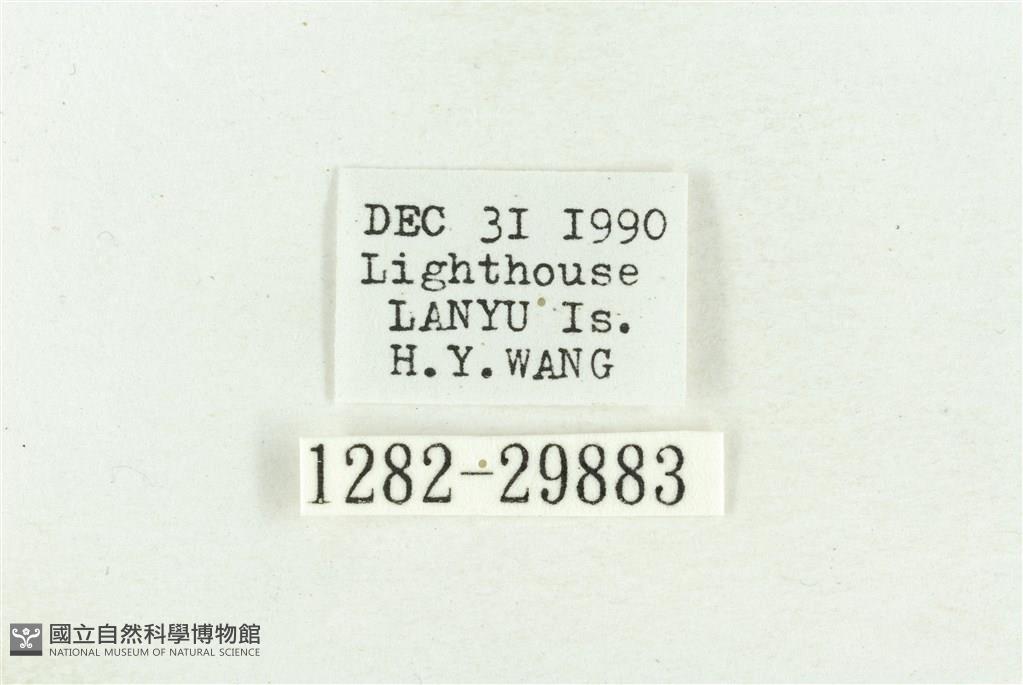 DEC 31 1990
Lighthouse
LANYU Is.
H.Y.WANG
1282-29883
國立自然科學博物館
NATIONAL MUSEUM OF NATURAL SCIENCE